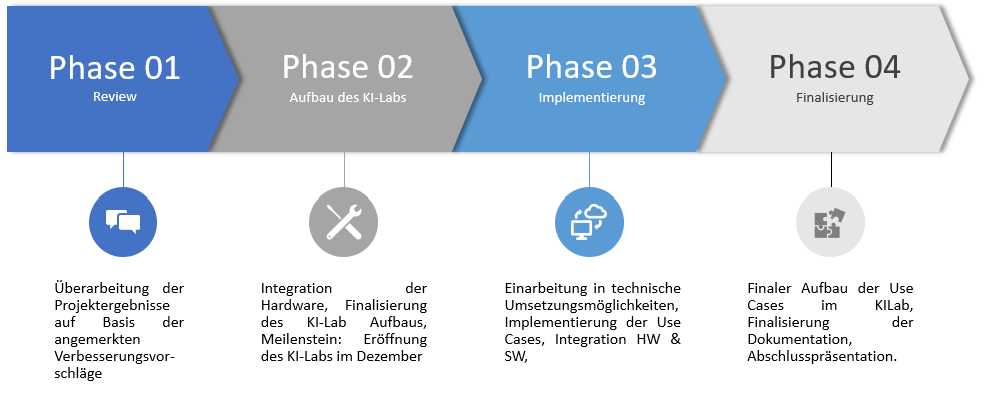 Phase 01
Review
Phase 02
Aufbau des KI-Labs
Phase 03
Implementierung
Phase 04
Finalisierung
Überarbeitung der
Projektergebnisse
auf Basis der
angemerkten
Verbesserungsvor-
schläge
Integration der
Hardware, Finalisierung
des KI-Lab Aufbaus,
Meilenstein: Eröffnung
des KI-Labs im Dezember
Einarbeitung in technische
Umsetzungsmöglichkeiten,
Implementierung der Use
Cases, Integration HW &
SW,
Finaler Aufbau der Use
Cases im KILab,
Finalisierung der
Dokumentation,
Abschlusspräsentation.